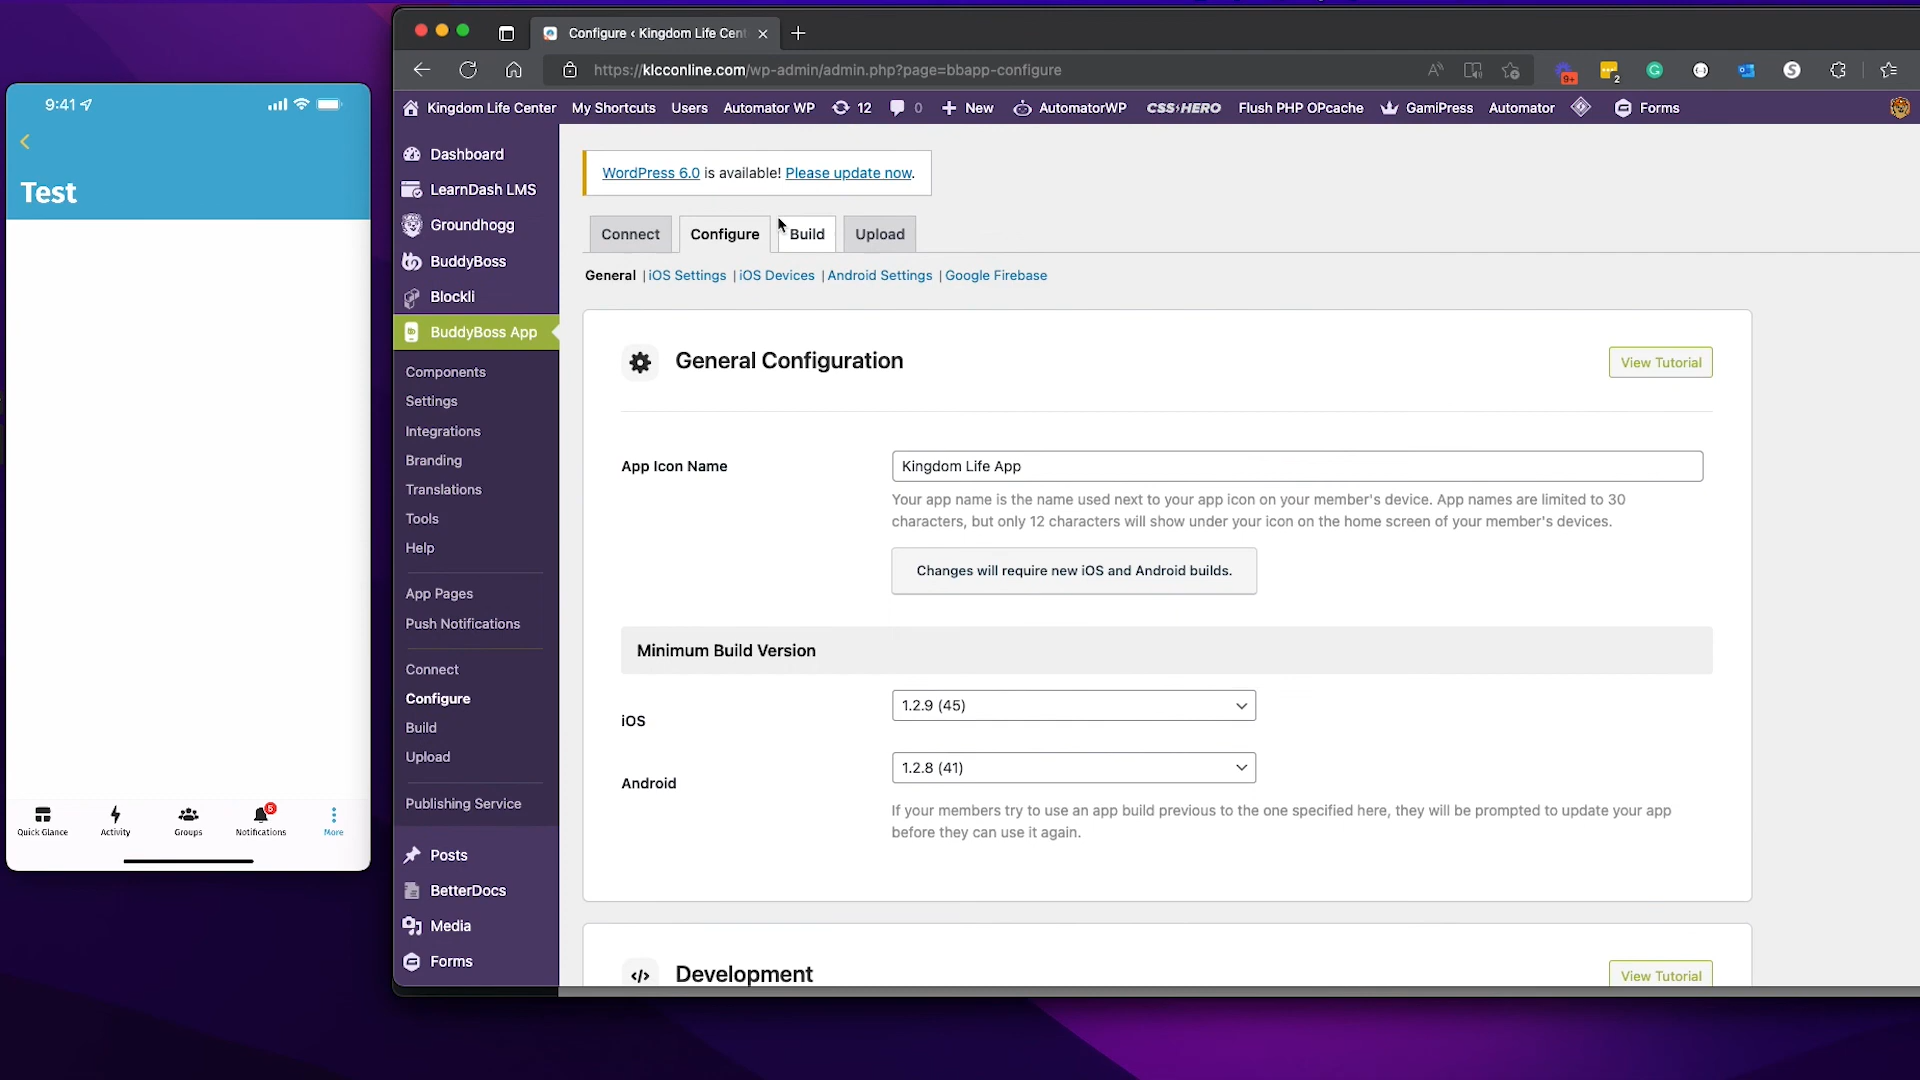 9:41
Test
Quick Glance
Activity
Groups
5
Notifications
More
Configure ‹ Kingdom Life Cent
https://klcconline.com/wp-admin/admin.php?page=bbapp-configure
9+
2
Kingdom Life Center
My Shortcuts
Users
Automator WP
12
0
New
AutomatorWP
CSS HERO
Flush PHP OPcache
GamiPress
Automator
Forms
Dashboard
LearnDash LMS
Groundhogg
BuddyBoss
Blockli
BuddyBoss App
Components
Settings
Integrations
Branding
Translations
Tools
Help
App Pages
Push Notifications
Connect
Configure
Build
Upload
Publishing Service
Posts
BetterDocs
Media
Forms
WordPress 6.0 is available! Please update now.
Connect
Configure
Build
Upload
General | iOS Settings | iOS Devices | Android Settings | Google Firebase
General Configuration
View Tutorial
App Icon Name
Kingdom Life App
Your app name is the name used next to your app icon on your member's device. App names are limited to 30
characters, but only 12 characters will show under your icon on the home screen of your member's devices.
Changes will require new iOS and Android builds.
Minimum Build Version
iOS
1.2.9 (45)
Android
1.2.8 (41)
If your members try to use an app build previous to the one specified here, they will be prompted to update your app
before they can use it again.
Development
View Tutorial